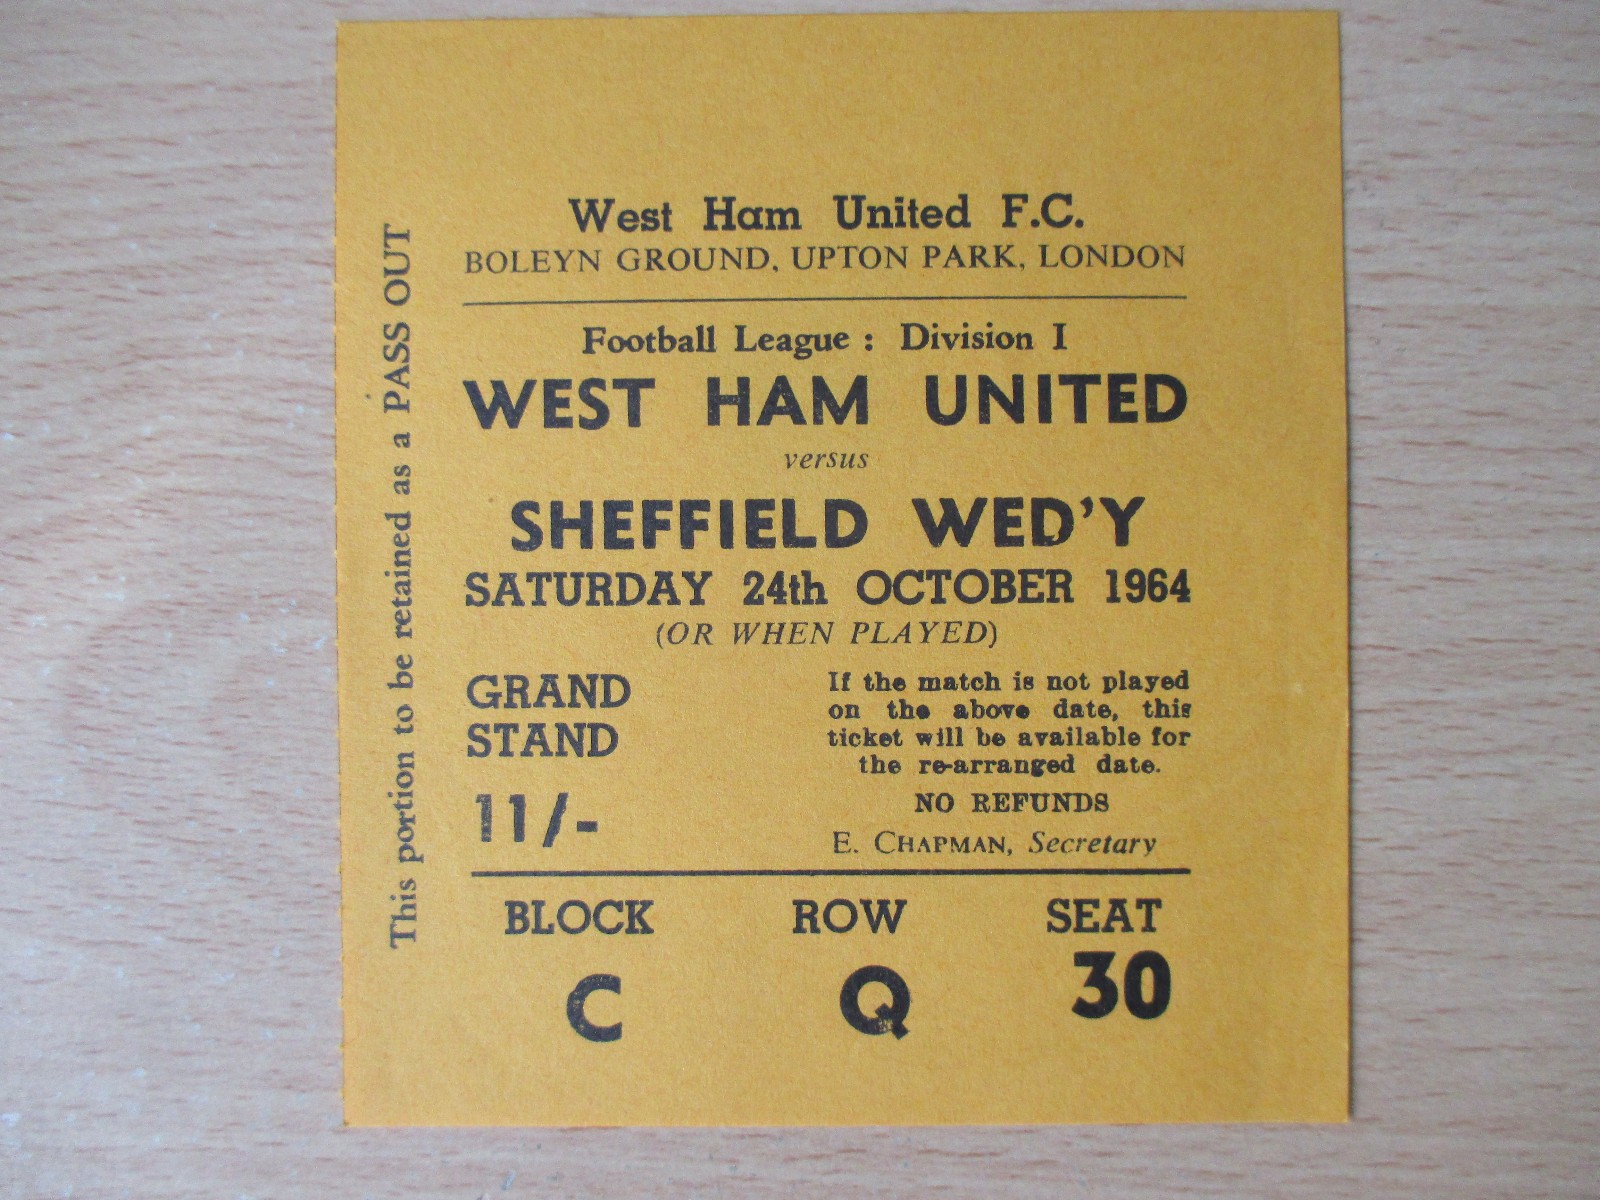 West Ham United F.C.
BOLEYN GROUND, UPTON PARK, LONDON
Football League : Division I
WEST HAM UNITED
versus
SHEFFIELD WED'Y
SATURDAY 24th OCTOBER 1964
(OR WHEN PLAYED)
GRAND
STAND
11/-
If the match is not played
on the above date, this
ticket will be available for
the re-arranged date.
NO REFUNDS
E. CHAPMAN, Secretary
BLOCK ROW SEAT
C Q 30
This portion to be retained as a PASS OUT